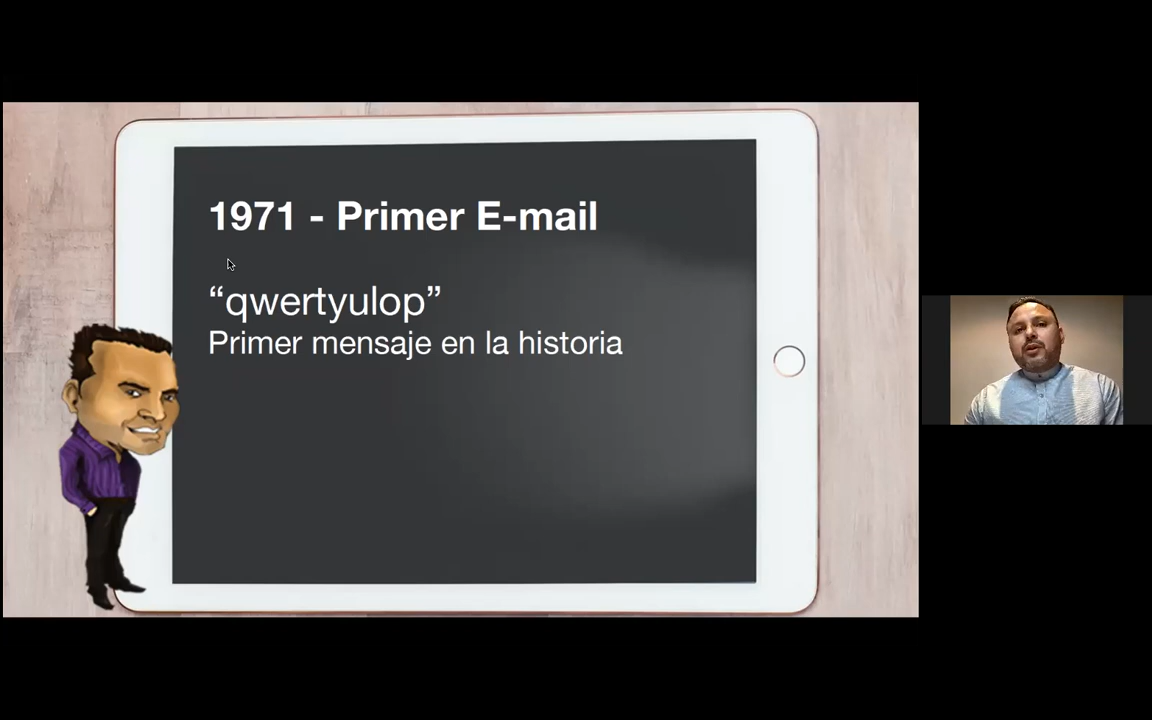 1971 - Primer E-mail
“qwertyulop”
Primer mensaje en la historia